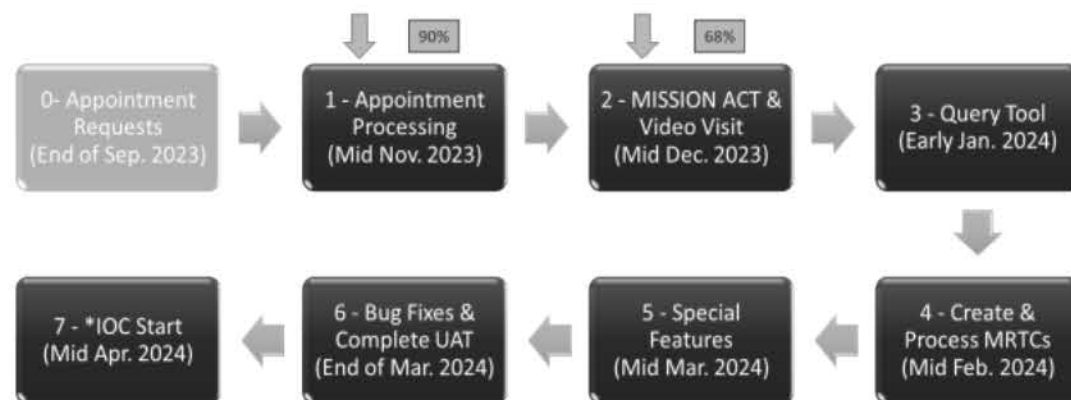 90%
68%
0- Appointment
Requests
(End of Sep. 2023)
1 - Appointment
Processing
(Mid Nov. 2023)
2 - MISSION ACT &
Video Visit
(Mid Dec. 2023)
3 - Query Tool
(Early Jan. 2024)
4 - Create &
Process MRTCs
(Mid Feb. 2024)
5 - Special
Features
(Mid Mar. 2024)
6 - Bug Fixes &
Complete UAT
(End of Mar. 2024)
7 - *IOC Start
(Mid Apr. 2024)